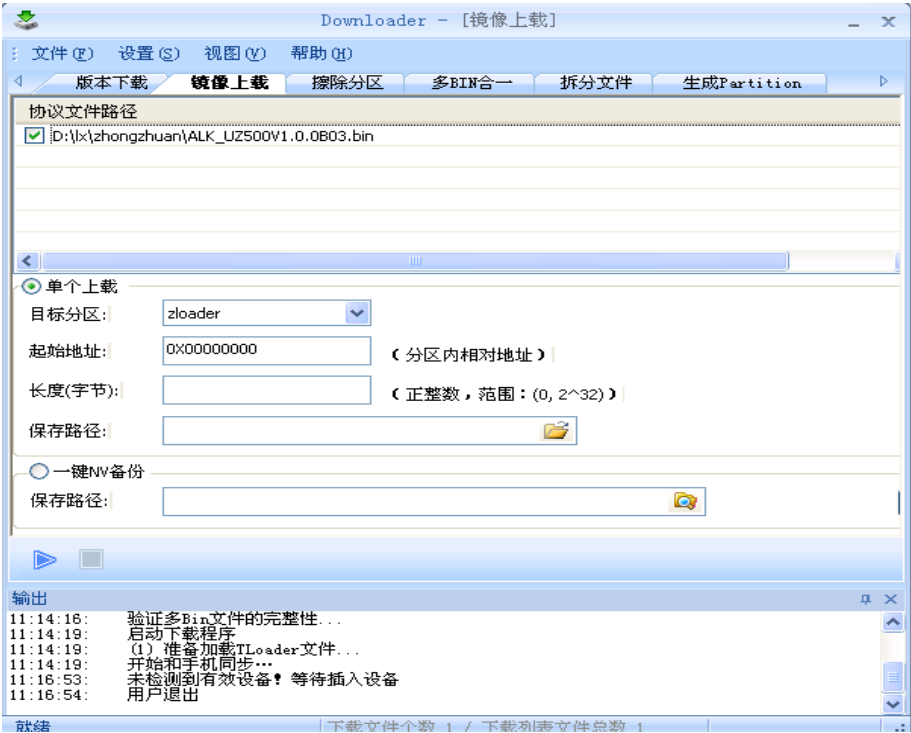 Downloader - [镜像上载]
文件(F) 设置(S) 视图(V) 帮助(H)
版本下载 镜像上载 擦除分区 多BIN合一 拆分文件 生成Partition
协议文件路径
D:\lx\zhongzhuan\ALK_UZ500V1.0.0B03.bin
单个上载
目标分区: zloader
起始地址: 0X00000000 (分区内相对地址)
长度(字节): (正整数,范围:(0, 2^32))
保存路径:
一键NV备份
保存路径:
输出
11:14:16: 验证多Bin文件的完整性...
11:14:19: 启动下载程序
11:14:19: (1) 准备加载TLoader文件...
11:14:19: 开始和手机同步…
11:16:53: 未检测到有效设备! 等待插入设备
11:16:54: 用户退出
就绪 下载文件个数 1 / 下载列表文件总数 1